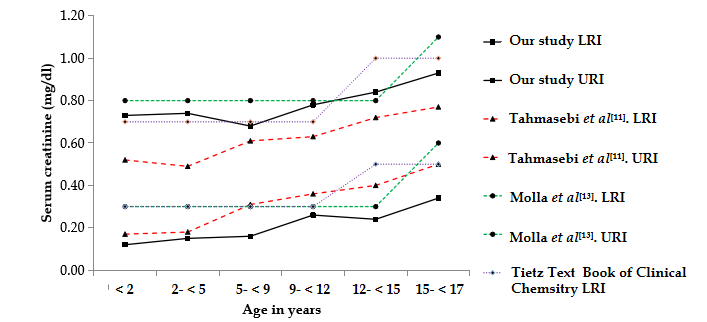 1.20
1.00
0.80
0.60
0.40
0.20
0.00
Serum creatinine (mg/dl)
< 2 2- < 5 5- < 9 9- < 12 12- < 15 15- < 17
Age in years
Our study LRI
Our study URI
Tahmasebi et al[11]. LRI
Tahmasebi et al[11]. URI
Molla et al[13]. LRI
Molla et al[13]. URI
Tietz Text Book of Clinical
Chemsitry LRI